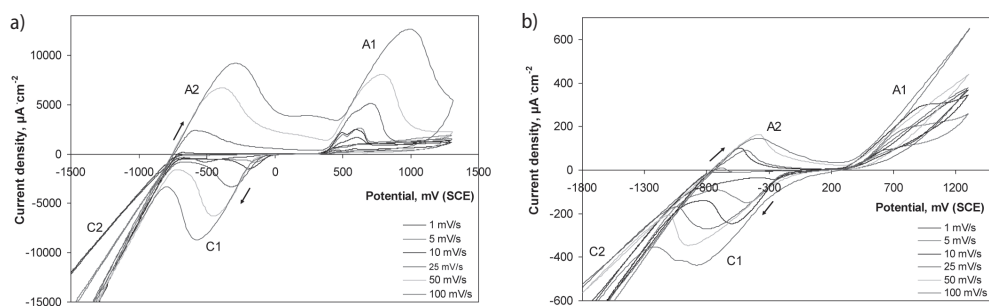 a)
Current density, µA·cm-2
10000
5000
0
-5000
-10000
-15000
-1500
-1000
-500
0
500
1000
1500
A1
A2
C2
C1
Potential, mV (SCE)
1 mV/s
5 mV/s
10 mV/s
25 mV/s
50 mV/s
100 mV/s
b)
Current density, µA·cm-2
600
400
200
0
-200
-400
-600
-1800
-1300
-800
-300
200
700
1200
A1
A2
C2
C1
Potential, mV (SCE)
1 mV/s
5 mV/s
10 mV/s
25 mV/s
50 mV/s
100 mV/s